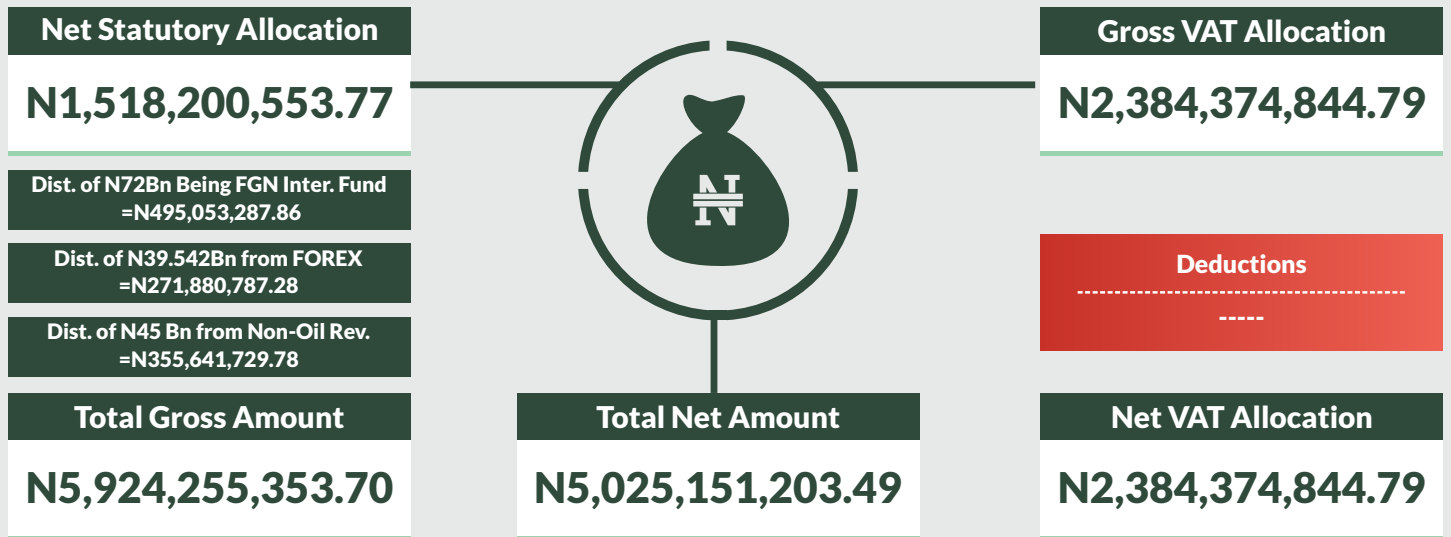 Net Statutory Allocation
N1,518,200,553.77
Dist. of N72Bn Being FGN Inter. Fund
=N495,053,287.86
Dist. of N39.542Bn from FOREX
=N271,880,787.28
Dist. of N45 Bn from Non-Oil Rev.
=N355,641,729.78
Total Gross Amount
N5,924,255,353.70
₦
Total Net Amount
N5,025,151,203.49
Gross VAT Allocation
N2,384,374,844.79
Deductions
--------------------------------------------
-----
Net VAT Allocation
N2,384,374,844.79